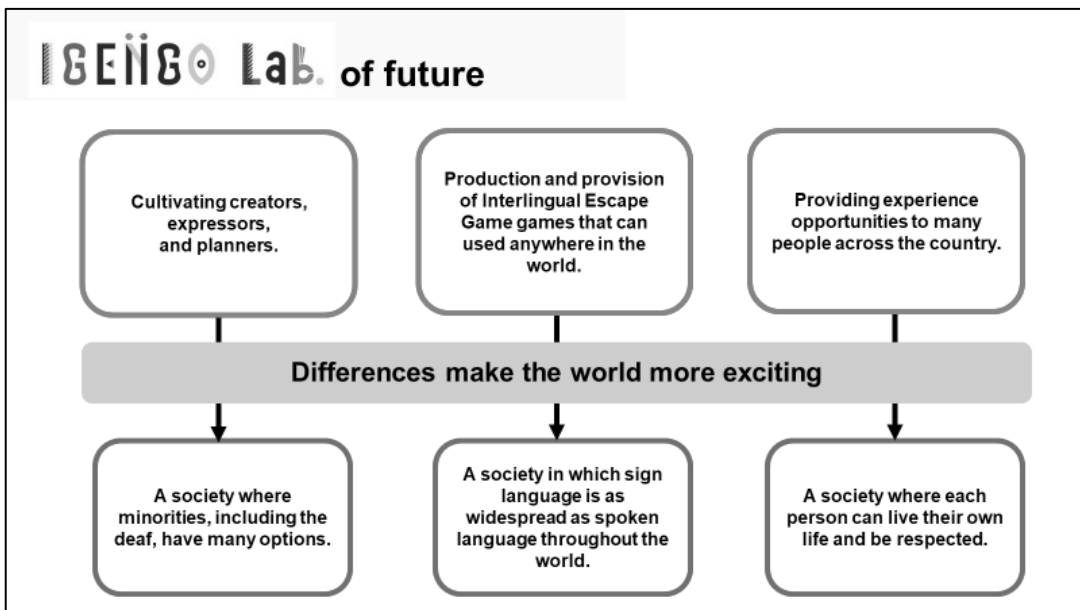 IGENGO Lab. of future
Cultivating creators,
expressors,
and planners.
Production and provision
of Interlingual Escape
Game games that can
used anywhere in the
world.
Providing experience
opportunities to many
people across the country.
Differences make the world more exciting
A society where
minorities, including the
deaf, have many options.
A society in which sign
language is as
widespread as spoken
language throughout the
world.
A society where each
person can live their own
life and be respected.